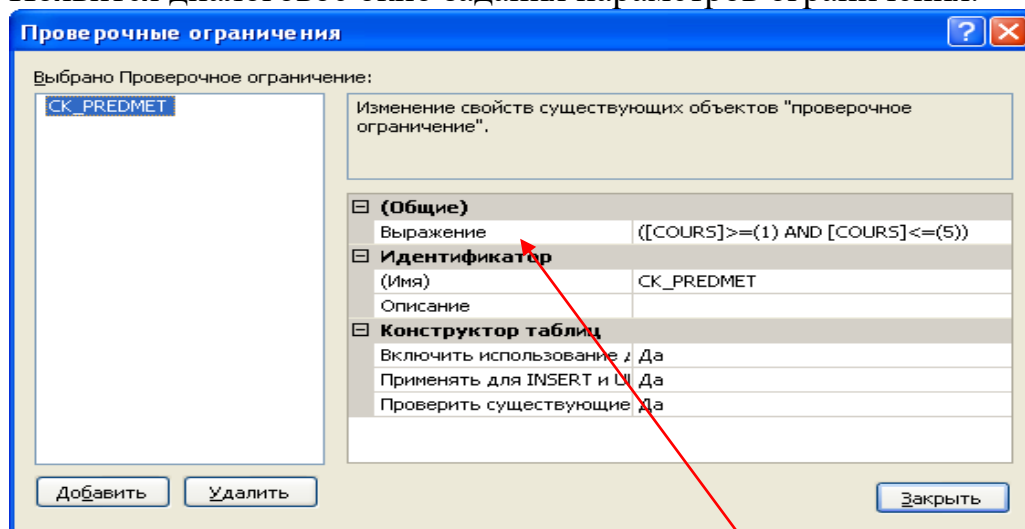 Проверочные ограничения
Выбрано Проверочное ограничение:
CK_PREDMET
Изменение свойств существующих объектов "проверочное
ограничение".
(Общие)
Выражение ([COURS]>=(1) AND [COURS]<=(5))
Идентификатор
(Имя) CK_PREDMET
Описание
Конструктор таблиц
Включить использование Да
Применять для INSERT и Да
Проверить существующие Да
Добавить Удалить Закрыть